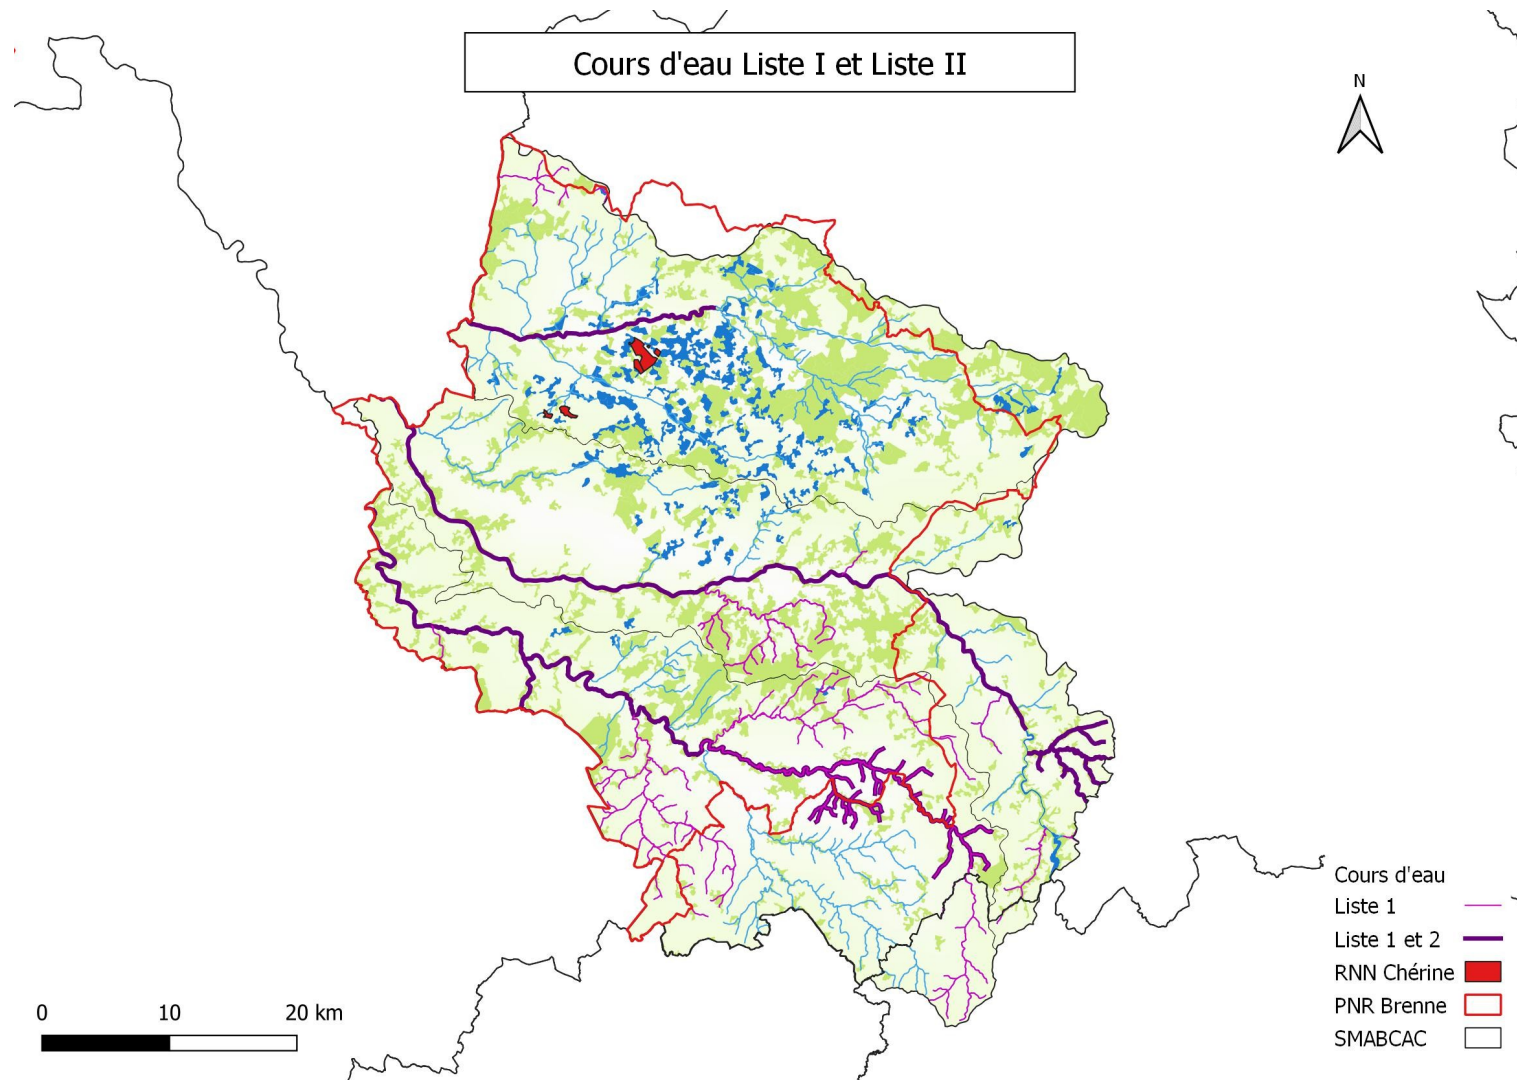 Cours d'eau Liste I et Liste II
N
Cours d'eau
Liste 1
Liste 1 et 2
RNN Chérine
PNR Brenne
SMABCAC
0 10 20 km